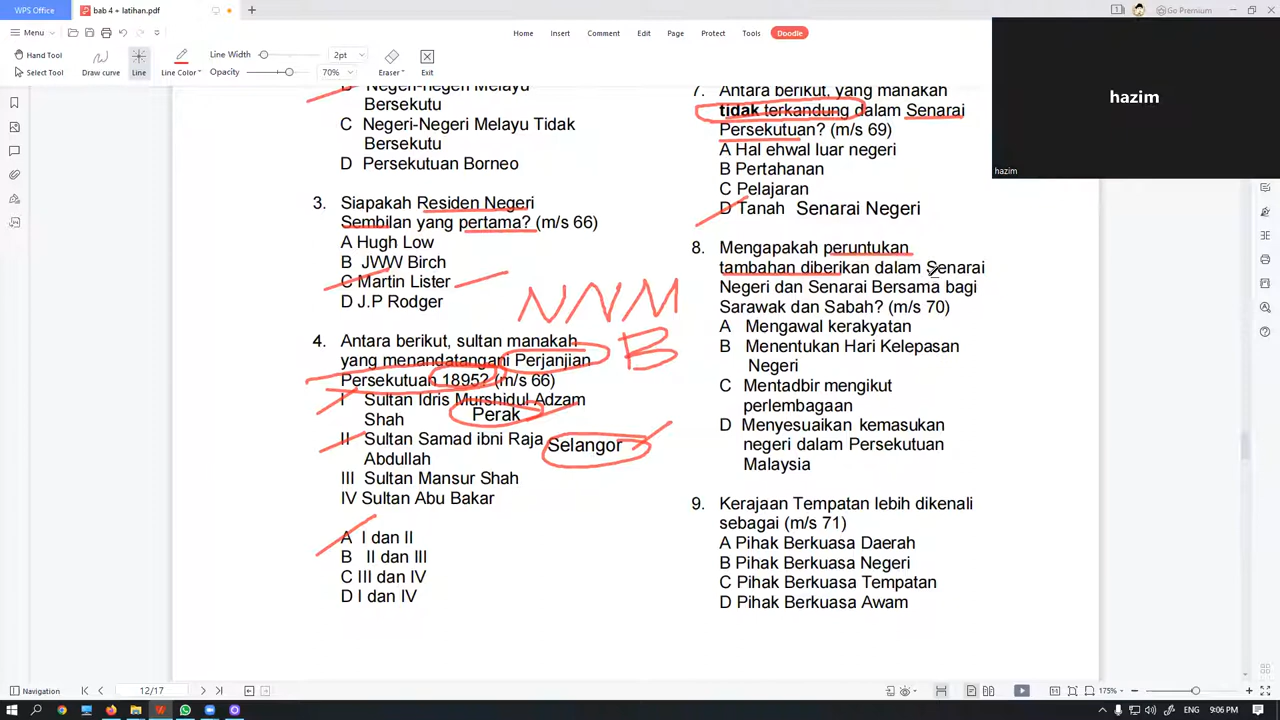 WPS Office
bab 4 + latihan.pdf
Go Premium
Menu
Home
Insert
Comment
Edit
Page
Protect
Tools
Doodle
Hand Tool
Select Tool
Draw curve
Line
Line Color
Line Width
2pt
Opacity
70%
Eraser
Exit
hazim
hazim
B Negeri-negeri Melayu
Bersekutu
C Negeri-Negeri Melayu Tidak
Bersekutu
D Persekutuan Borneo
3. Siapakah Residen Negeri
Sembilan yang pertama? (m/s 66)
A Hugh Low
B JWW Birch
C Martin Lister
D J.P Rodger
NNM
B
4. Antara berikut, sultan manakah
yang menandatangani Perjanjian
Persekutuan 1895? (m/s 66)
I Sultan Idris Murshidul Adzam
Shah
Perak
II Sultan Samad ibni Raja
Abdullah
Selangor
III Sultan Mansur Shah
IV Sultan Abu Bakar
A I dan II
B II dan III
C III dan IV
D I dan IV
7. Antara berikut, yang manakah
tidak terkandung dalam Senarai
Persekutuan? (m/s 69)
A Hal ehwal luar negeri
B Pertahanan
C Pelajaran
D Tanah Senarai Negeri
8. Mengapakah peruntukan
tambahan diberikan dalam Senarai
Negeri dan Senarai Bersama bagi
Sarawak dan Sabah? (m/s 70)
A Mengawal kerakyatan
B Menentukan Hari Kelepasan
Negeri
C Mentadbir mengikut
perlembagaan
D Menyesuaikan kemasukan
negeri dalam Persekutuan
Malaysia
9. Kerajaan Tempatan lebih dikenali
sebagai (m/s 71)
A Pihak Berkuasa Daerah
B Pihak Berkuasa Negeri
C Pihak Berkuasa Tempatan
D Pihak Berkuasa Awam
Navigation
12/17
175%
9:06 PM